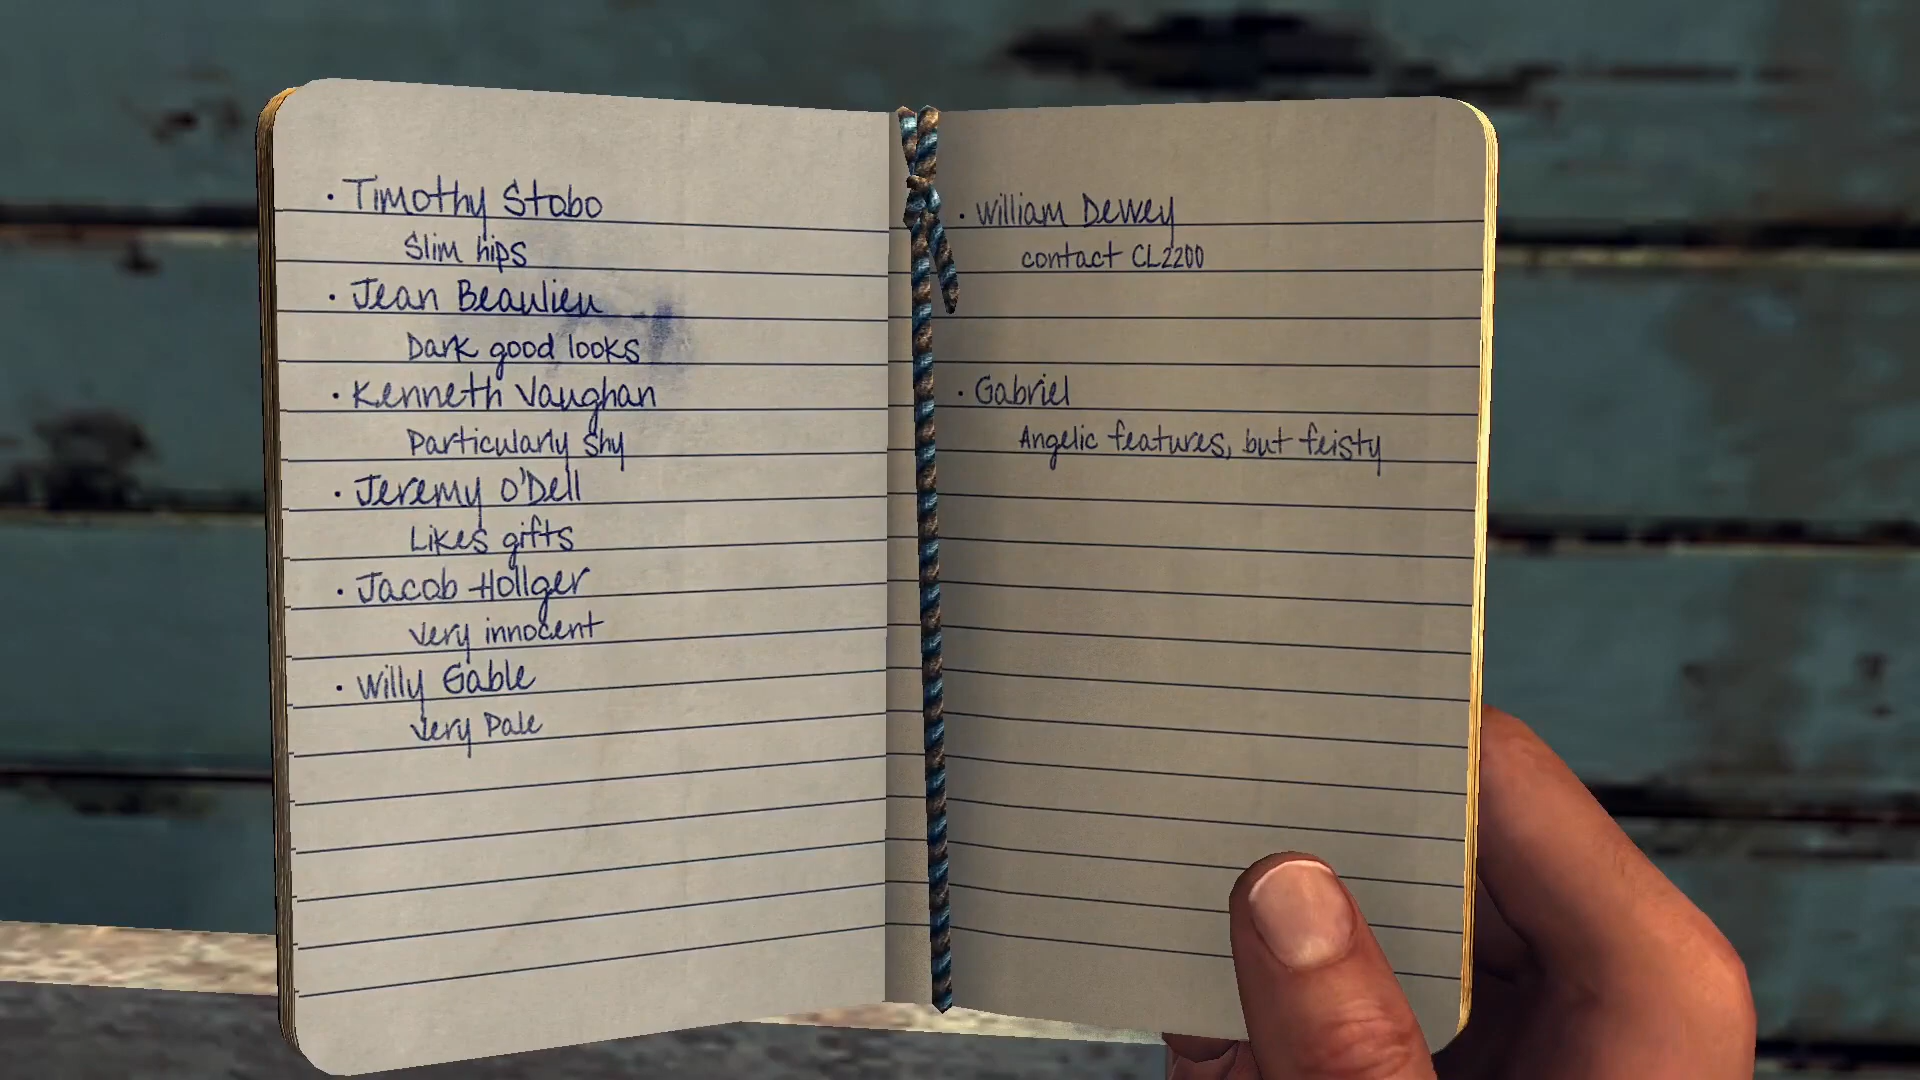 · Timothy Stabo
Slim hips
· Jean Beaulieu
Dark good looks
· Kenneth Vaughan
Particularly shy
· Jeremy O'Dell
Likes gifts
· Jacob Hollger
very innocent
· Willy Gable
very Pale
· William Dewey
contact CL2200
· Gabriel
Angelic features, but feisty